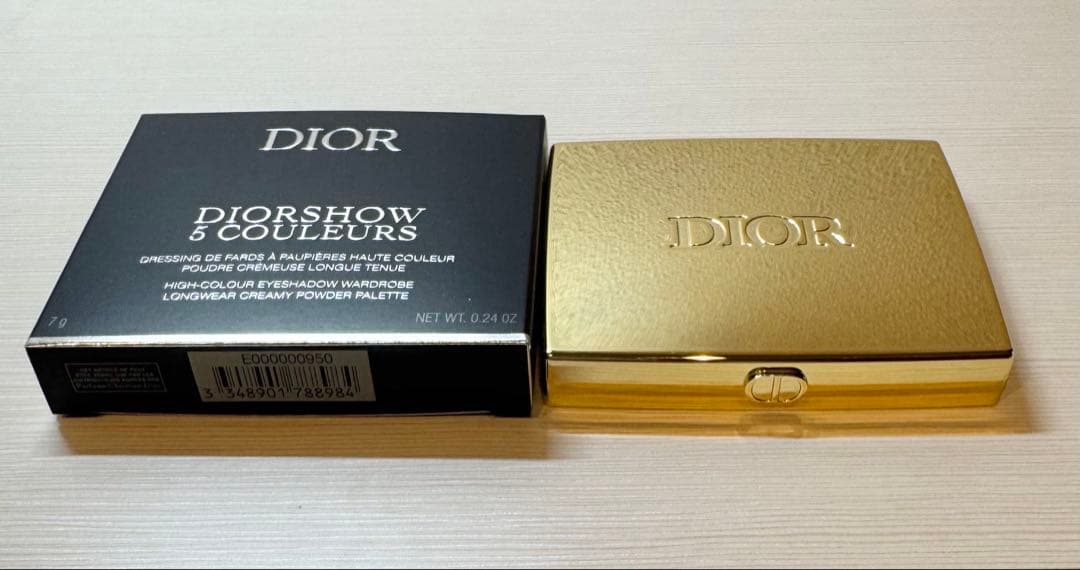 DIOR
DIORSHOW
5 COULEURS
DRESSING DE FARDS À PAUPIÈRES HAUTE COULEUR
POUDRE CRÉMEUSE LONGUE TENUE
HIGH-COLOUR EYESHADOW WARDROBE
LONGWEAR CREAMY POWDER PALETTE
7 g
NET WT. 0.24 OZ
E000000950
3 348901 788984
DIOR
CD